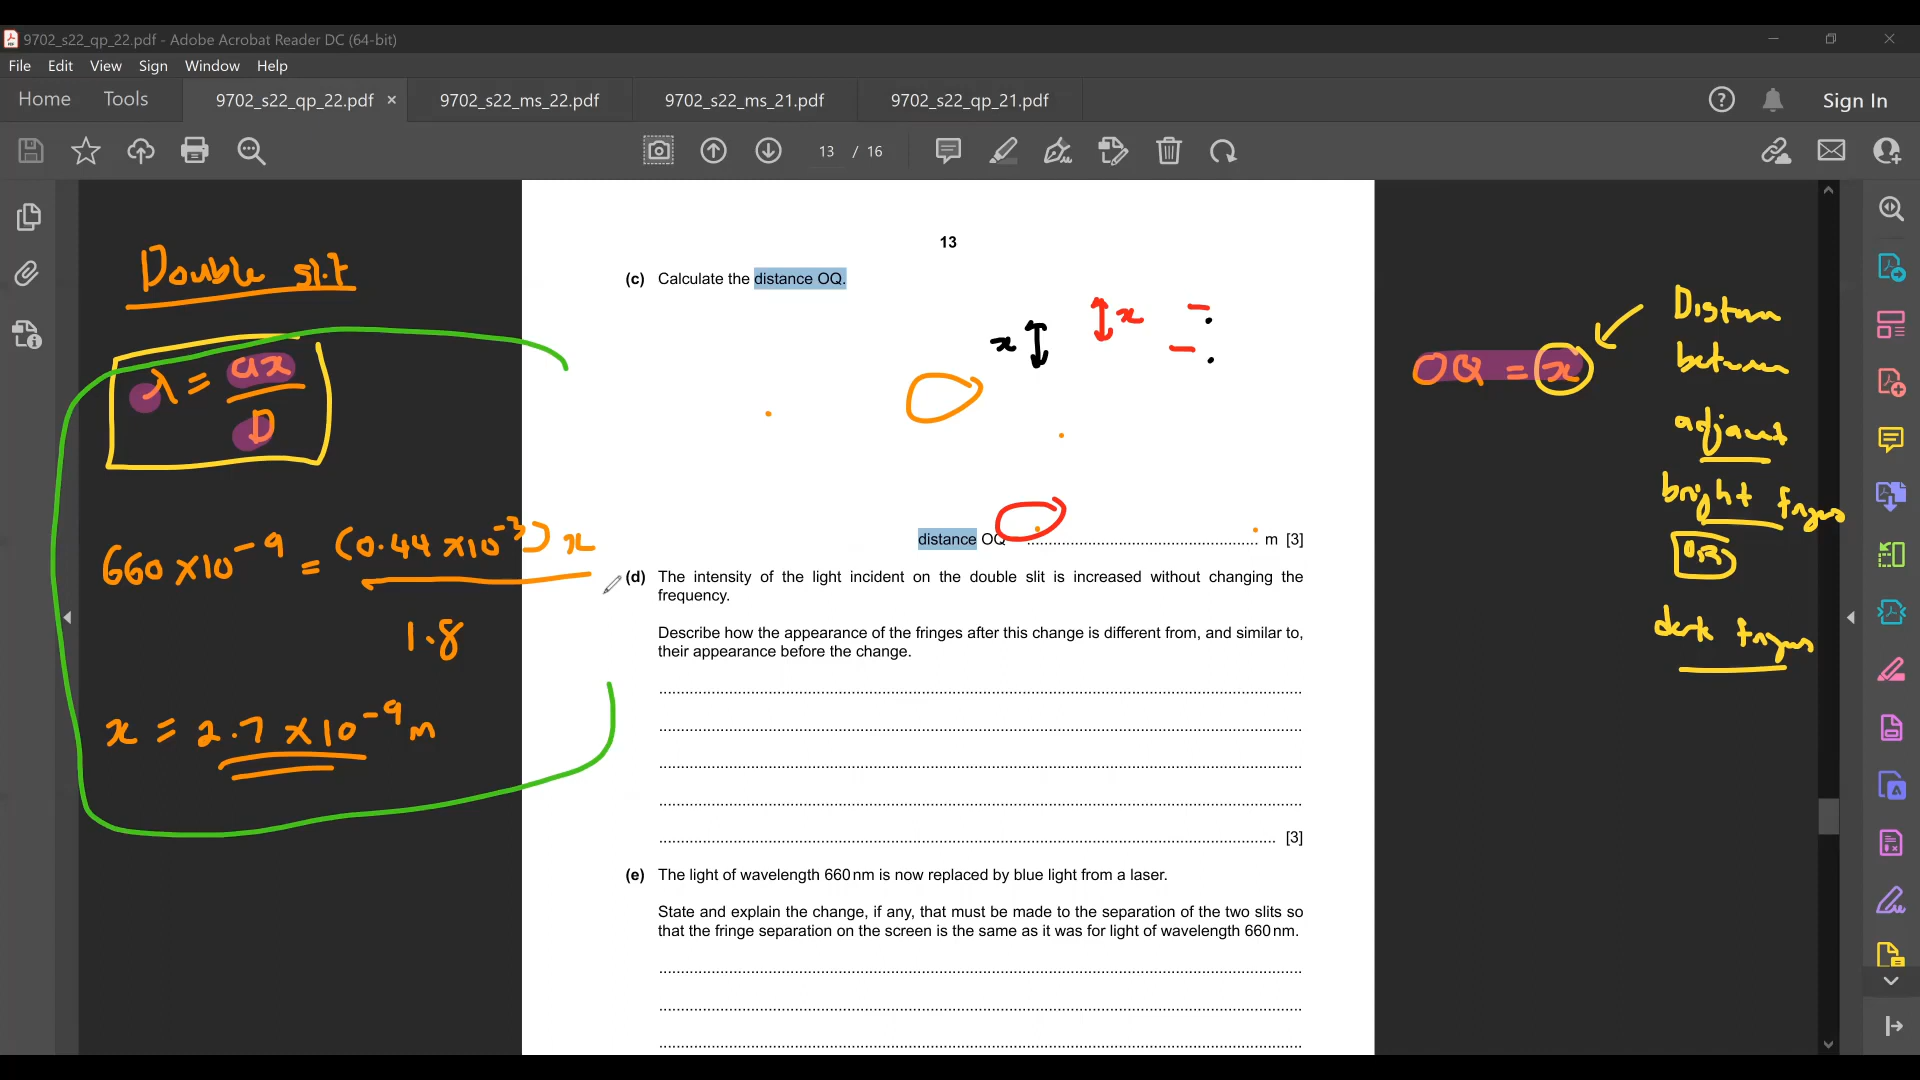 9702_s22_qp_22.pdf - Adobe Acrobat Reader DC (64-bit)
File Edit View Sign Window Help
Home Tools 9702_s22_qp_22.pdf × 9702_s22_ms_22.pdf 9702_s22_ms_21.pdf 9702_s22_qp_21.pdf Sign In
13 / 16
13
(c) Calculate the distance OQ.
distance OQ ........................................................ m [3]
(d) The intensity of the light incident on the double slit is increased without changing the
frequency.
Describe how the appearance of the fringes after this change is different from, and similar to,
their appearance before the change.
[3]
(e) The light of wavelength 660 nm is now replaced by blue light from a laser.
State and explain the change, if any, that must be made to the separation of the two slits so
that the fringe separation on the screen is the same as it was for light of wavelength 660 nm.
Double slit
λ = ax
D
660 × 10⁻⁹ = (0.44 × 10⁻³) x
1.8
x = 2.7 × 10⁻⁹ m
x
x
OQ = x
Distan
between
adjacent
bright fringes
OR
dark fringes